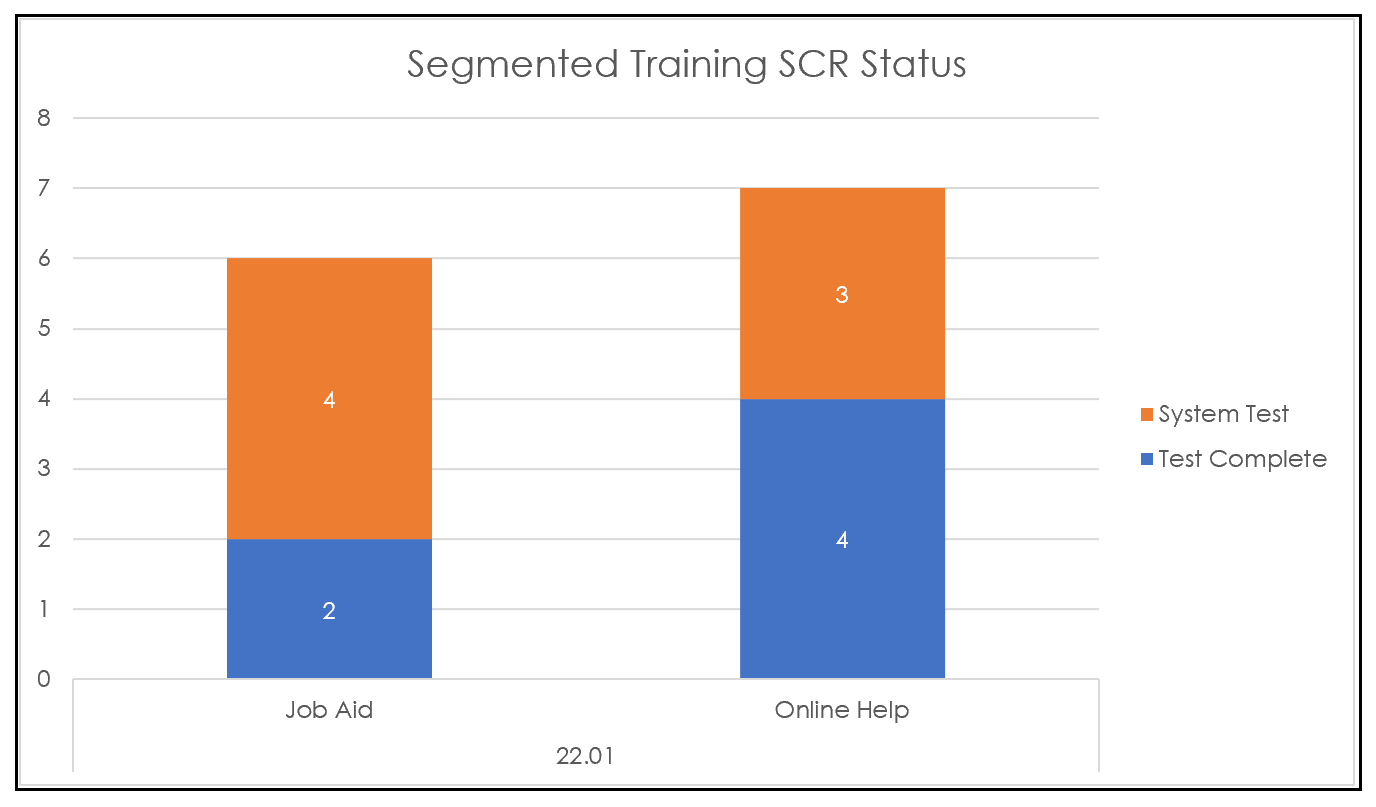 Segmented Training SCR Status
8
7
6
5
4
3
2
1
0
4
2
3
4
Job Aid
Online Help
22.01
System Test
Test Complete